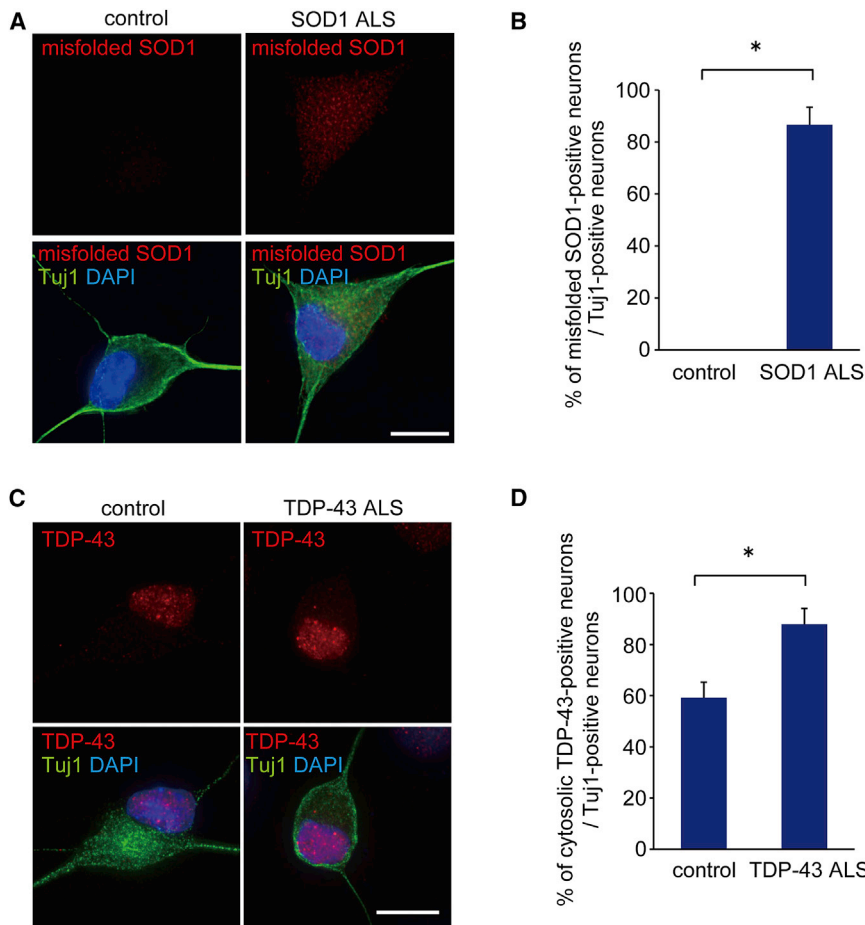 A
control
SOD1 ALS
misfolded SOD1
misfolded SOD1
misfolded SOD1
Tuj1 DAPI
misfolded SOD1
Tuj1 DAPI
B
*
% of misfolded SOD1-positive neurons
/ Tuj1-positive neurons
100
80
60
40
20
0
control
SOD1 ALS
C
control
TDP-43 ALS
TDP-43
TDP-43
TDP-43
Tuj1 DAPI
TDP-43
Tuj1 DAPI
D
*
% of cytosolic TDP-43-positive neurons
/ Tuj1-positive neurons
100
80
60
40
20
0
control
TDP-43 ALS